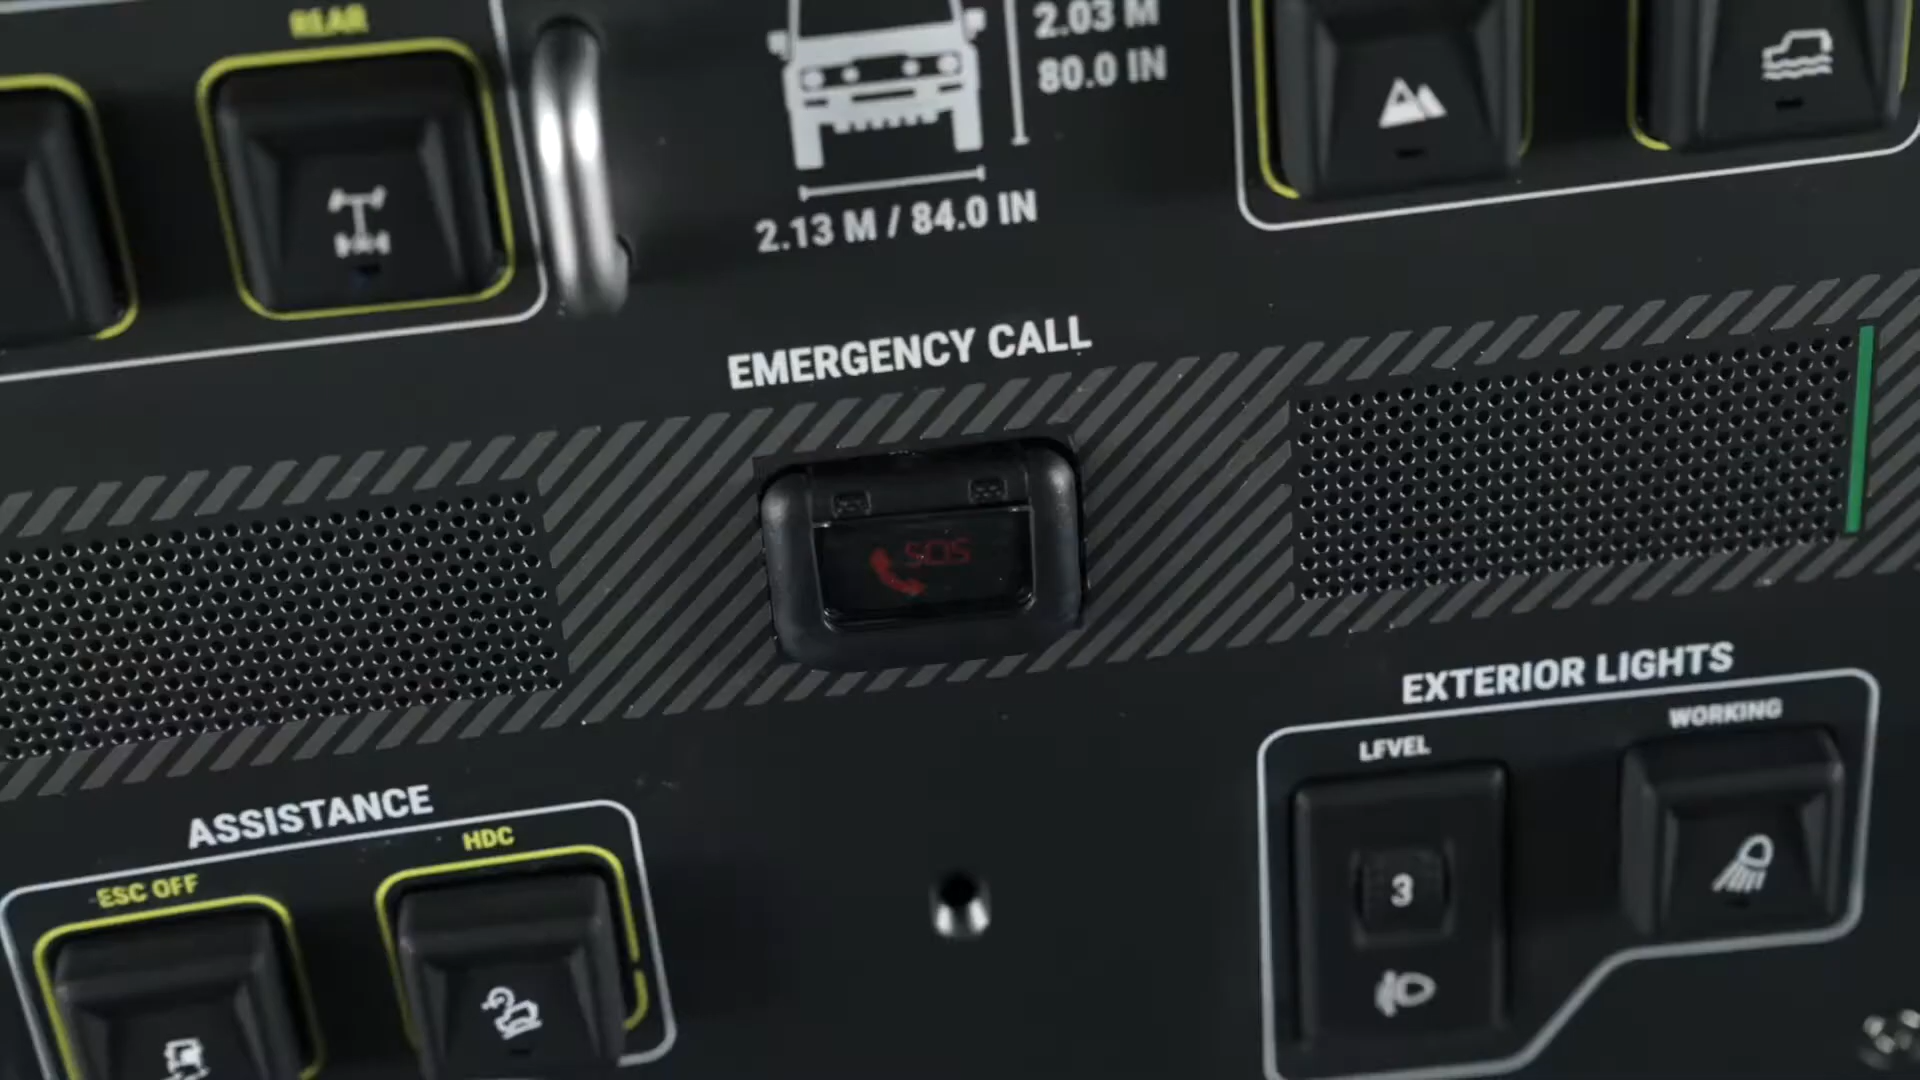 REAR
2.03 M
80.0 IN
2.13 M / 84.0 IN
EMERGENCY CALL
SOS
EXTERIOR LIGHTS
LEVEL
WORKING
3
ASSISTANCE
HDC
ESC OFF